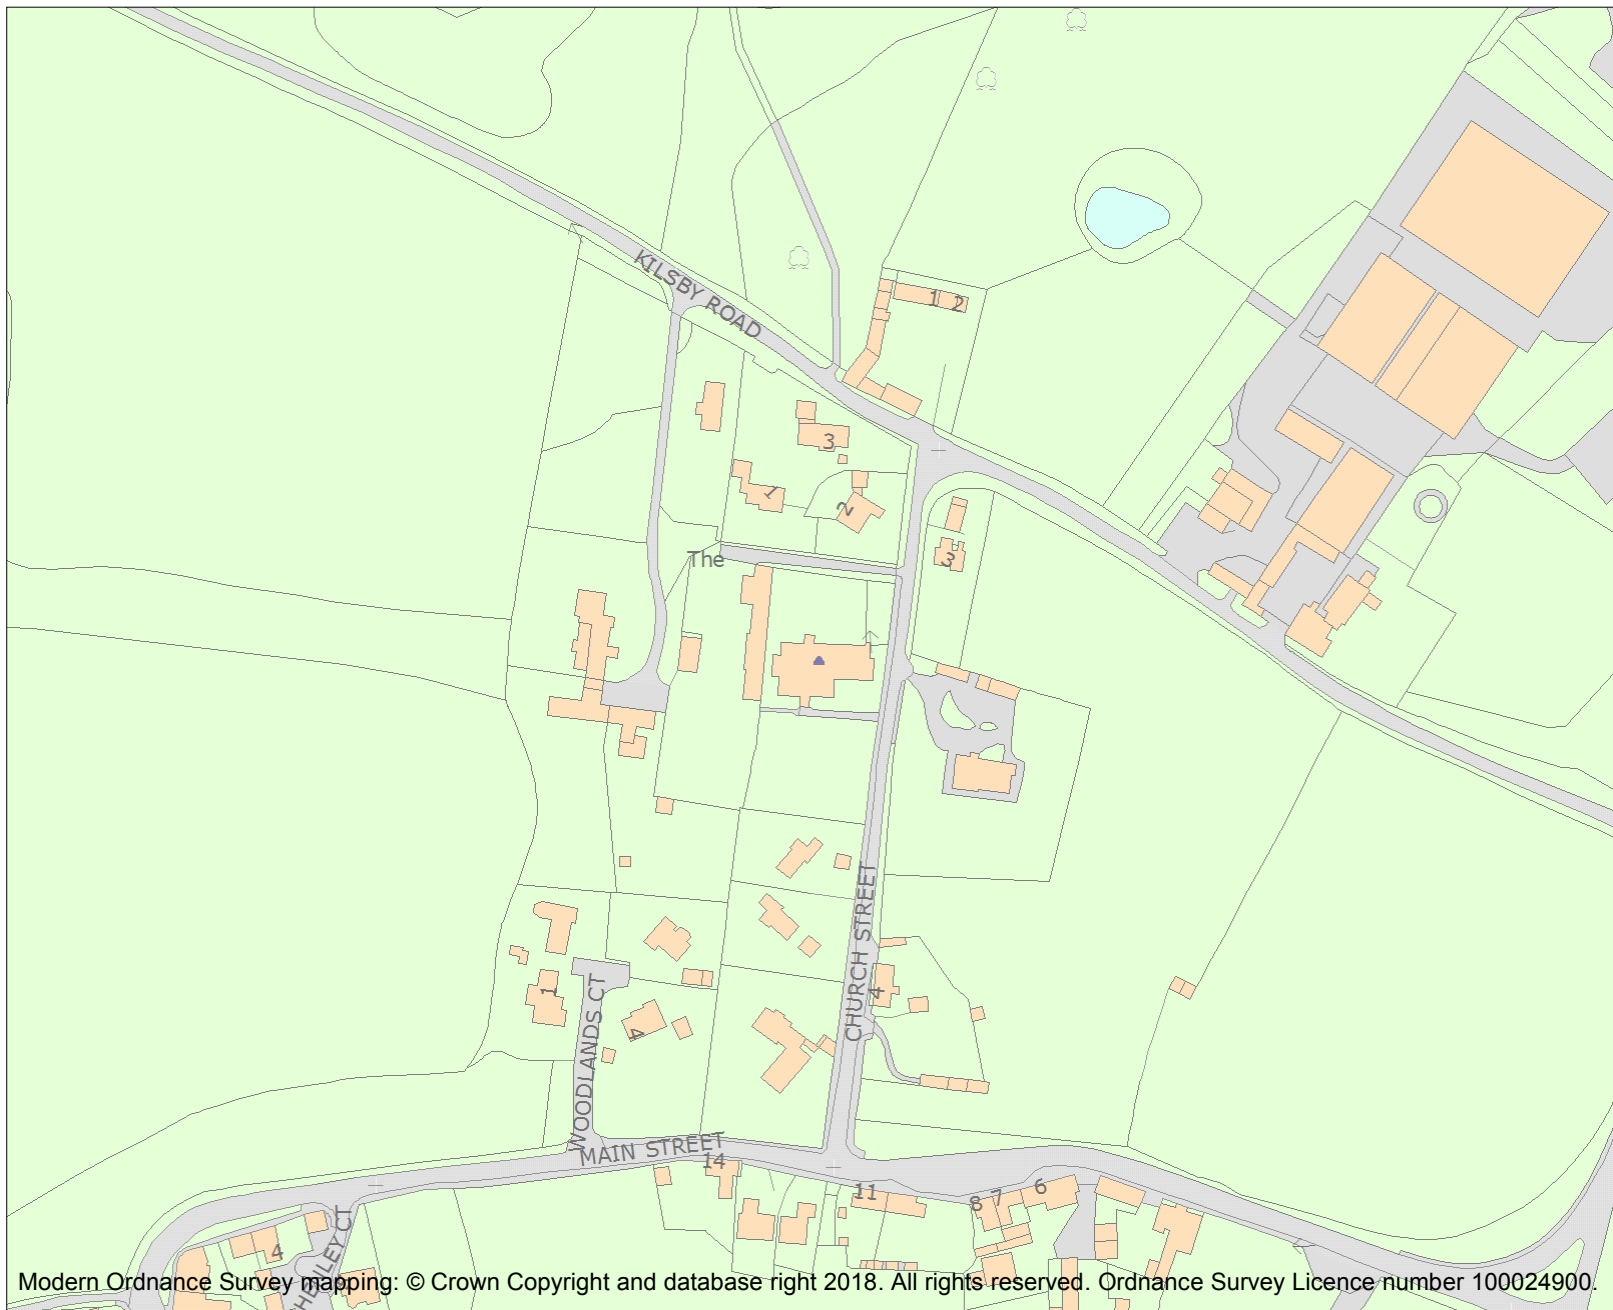 KILSBY ROAD
1 2
3
1
2
The
3
CHURCH STREET
4
1
WOODLANDS CT
4
MAIN STREET
14
11
8 7 6
4
Modern Ordnance Survey mapping: © Crown Copyright and database right 2018. All rights reserved. Ordnance Survey Licence number 100024900.